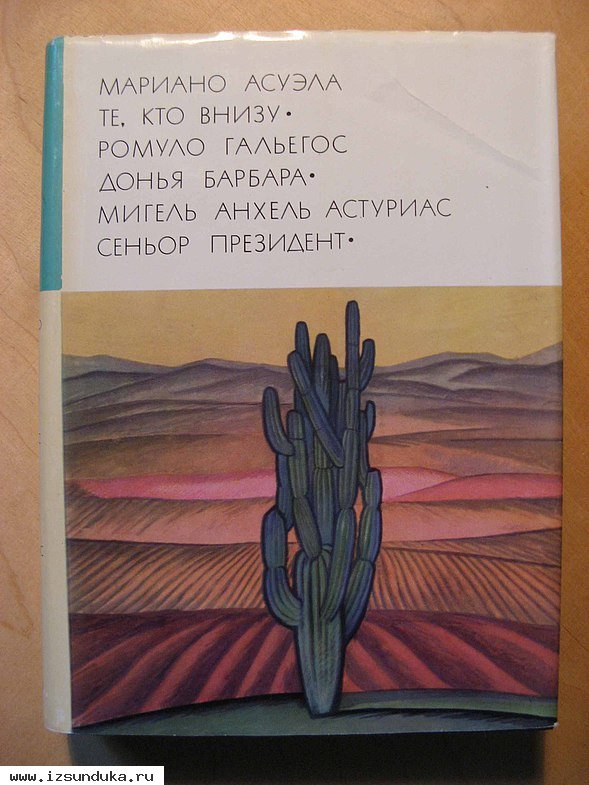 МАРИАНО АСУЭЛА
ТЕ, КТО ВНИЗУ•
РОМУЛО ГАЛЬЕГОС
ДОНЬЯ БАРБАРА•
МИГЕЛЬ АНХЕЛЬ АСТУРИАС
СЕНЬОР ПРЕЗИДЕНТ•
www.izsunduka.ru